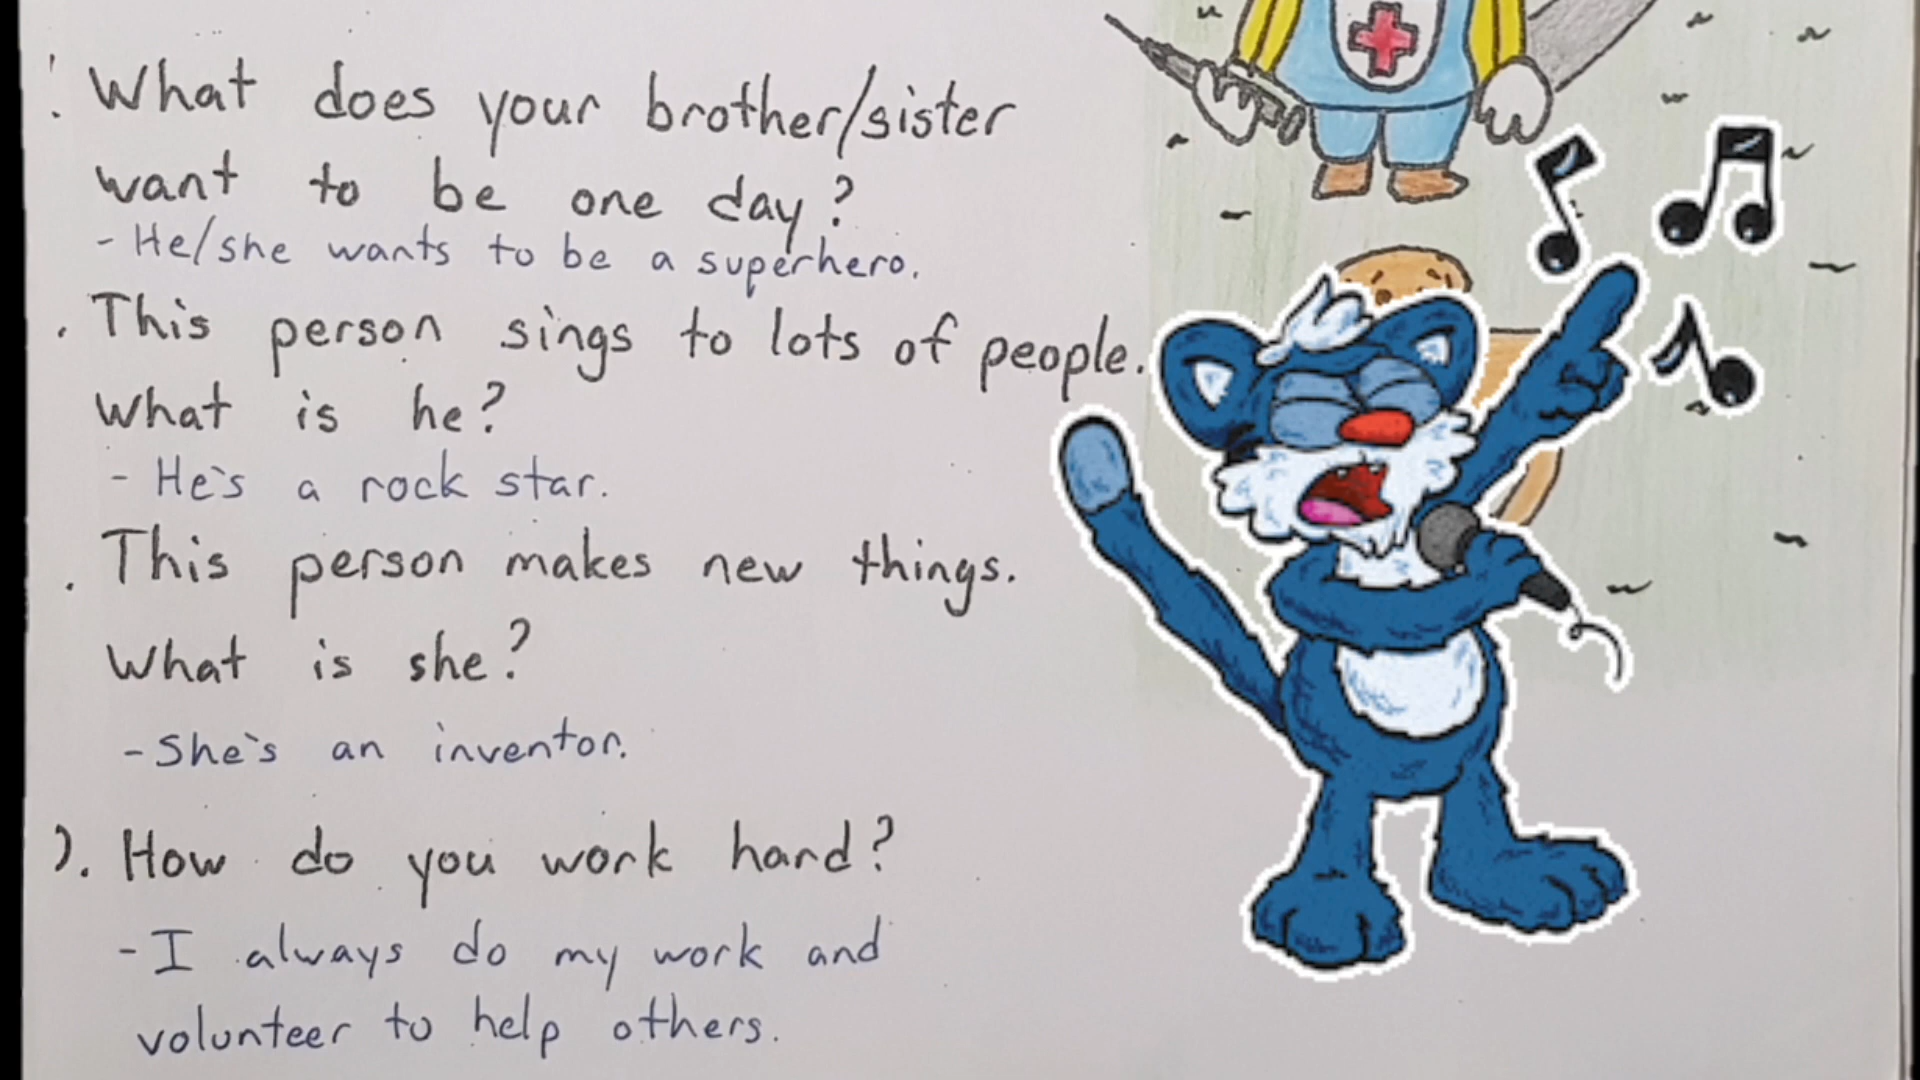 What does your brother/sister
want to be one day?
- He/she wants to be a superhero.
. This person sings to lots of people.
What is he?
- He's a rock star.
. This person makes new things.
What is she?
- She's an inventor.
). How do you work hard?
- I always do my work and
volunteer to help others.